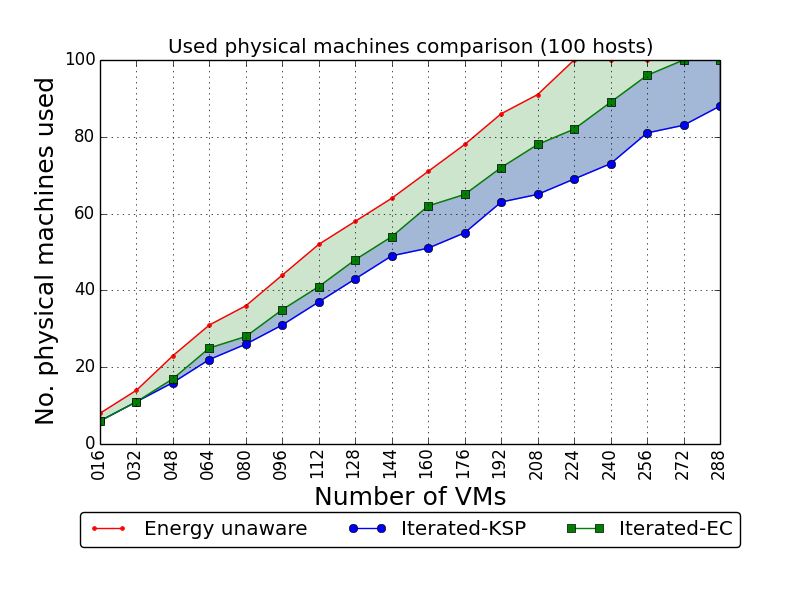 Used physical machines comparison (100 hosts)
No. physical machines used
100
80
60
40
20
0
016 032 048 064 080 096 112 128 144 160 176 192 208 224 240 256 272 288
Number of VMs
Energy unaware Iterated-KSP Iterated-EC